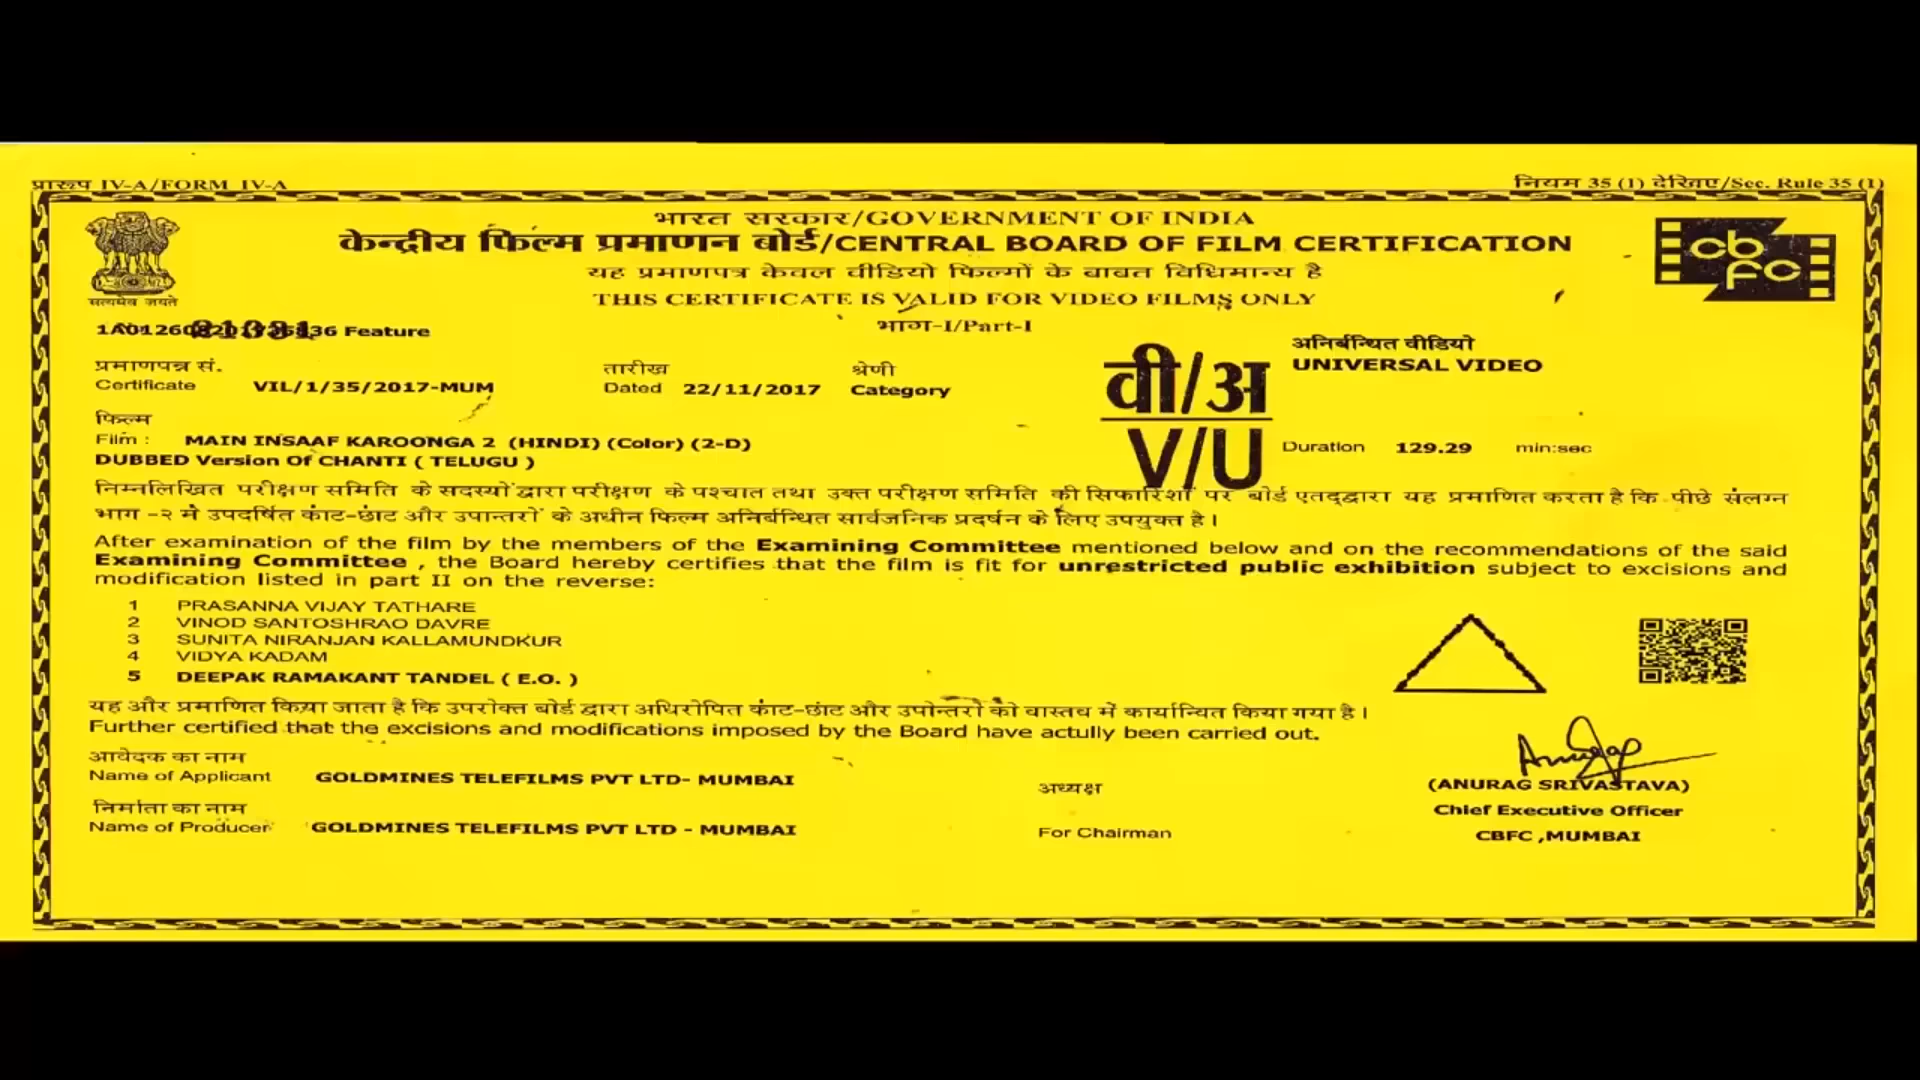 प्रारूप IV-A/FORM IV-A
नियम 35 (1) देखिए/Sec. Rule 35 (1)
भारत सरकार/GOVERNMENT OF INDIA
केन्द्रीय फिल्म प्रमाणन बोर्ड/CENTRAL BOARD OF FILM CERTIFICATION
cb
fc
सत्यमेव जयते
यह प्रमाणपत्र केवल वीडियो फिल्मों के बाबत विधिमान्य है
THIS CERTIFICATE IS VALID FOR VIDEO FILMS ONLY
Feature
भाग-I/Part-I
वी/अ
V/U
अनिर्बन्धित वीडियो
UNIVERSAL VIDEO
प्रमाणपत्र सं.
Certificate VIL/1/35/2017-MUM
तारीख
Dated 22/11/2017
श्रेणी
Category
फिल्म
Film : MAIN INSAAF KAROONGA 2 (HINDI) (Color) (2-D)
DUBBED Version Of CHANTI ( TELUGU )
Duration 129.29 min:sec
निम्नलिखित परीक्षण समिति के सदस्यों द्वारा परीक्षण के पश्चात तथा उक्त परीक्षण समिति की सिफारिशों पर बोर्ड एतद्द्वारा यह प्रमाणित करता है कि पीछे संलग्न
भाग -२ में उपदर्षित कांट-छांट और उपान्तरों के अधीन फिल्म अनिर्बन्धित सार्वजनिक प्रदर्षन के लिए उपयुक्त है।
After examination of the film by the members of the Examining Committee mentioned below and on the recommendations of the said
Examining Committee , the Board hereby certifies that the film is fit for unrestricted public exhibition subject to excisions and
modification listed in part II on the reverse:
1 PRASANNA VIJAY TATHARE
2 VINOD SANTOSHRAO DAVRE
3 SUNITA NIRANJAN KALLAMUNDKUR
4 VIDYA KADAM
5 DEEPAK RAMAKANT TANDEL ( E.O. )
यह और प्रमाणित किया जाता है कि उपरोक्त बोर्ड द्वारा अधिरोपित कांट-छांट और उपान्तरों को वास्तव में कार्यान्वित किया गया है।
Further certified that the excisions and modifications imposed by the Board have actully been carried out.
आवेदक का नाम
Name of Applicant GOLDMINES TELEFILMS PVT LTD- MUMBAI
निर्माता का नाम
Name of Producer GOLDMINES TELEFILMS PVT LTD - MUMBAI
अध्यक्ष
For Chairman
(ANURAG SRIVASTAVA)
Chief Executive Officer
CBFC ,MUMBAI